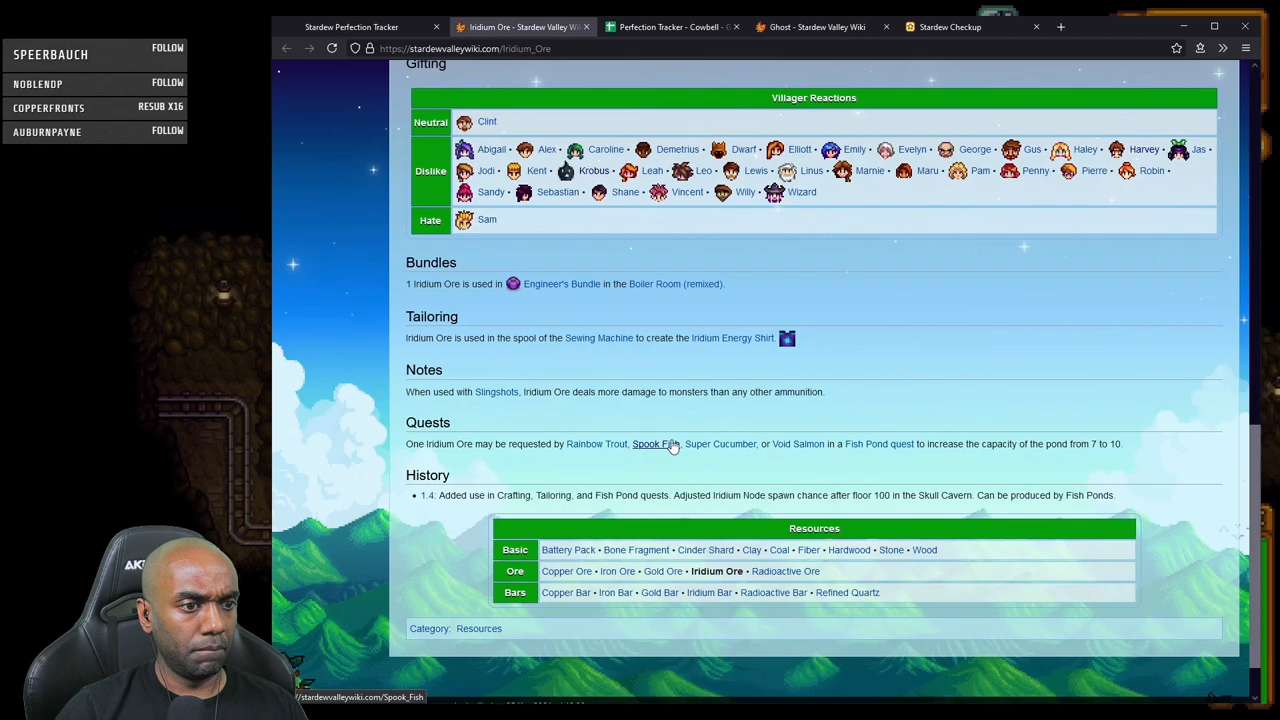 SPEERBAUCH FOLLOW
NOBLENDP FOLLOW
COPPERFRONTS RESUB X16
AUBURNPAYNE FOLLOW
Stardew Perfection Tracker
Iridium Ore - Stardew Valley Wi
Perfection Tracker - Cowbell - G
Ghost - Stardew Valley Wiki
Stardew Checkup
https://stardewvalleywiki.com/Iridium_Ore
Gifting
Villager Reactions
Neutral Clint
Dislike Abigail • Alex • Caroline • Demetrius • Dwarf • Elliott • Emily • Evelyn • George • Gus • Haley • Harvey • Jas •
Jodi • Kent • Krobus • Leah • Leo • Lewis • Linus • Marnie • Maru • Pam • Penny • Pierre • Robin •
Sandy • Sebastian • Shane • Vincent • Willy • Wizard
Hate Sam
Bundles
1 Iridium Ore is used in Engineer's Bundle in the Boiler Room (remixed).
Tailoring
Iridium Ore is used in the spool of the Sewing Machine to create the Iridium Energy Shirt.
Notes
When used with Slingshots, Iridium Ore deals more damage to monsters than any other ammunition.
Quests
One Iridium Ore may be requested by Rainbow Trout, Spook Fish, Super Cucumber, or Void Salmon in a Fish Pond quest to increase the capacity of the pond from 7 to 10.
History
• 1.4: Added use in Crafting, Tailoring, and Fish Pond quests. Adjusted Iridium Node spawn chance after floor 100 in the Skull Cavern. Can be produced by Fish Ponds.
Resources
Basic Battery Pack • Bone Fragment • Cinder Shard • Clay • Coal • Fiber • Hardwood • Stone • Wood
Ore Copper Ore • Iron Ore • Gold Ore • Iridium Ore • Radioactive Ore
Bars Copper Bar • Iron Bar • Gold Bar • Iridium Bar • Radioactive Bar • Refined Quartz
Category: Resources
//stardewvalleywiki.com/Spook_Fish